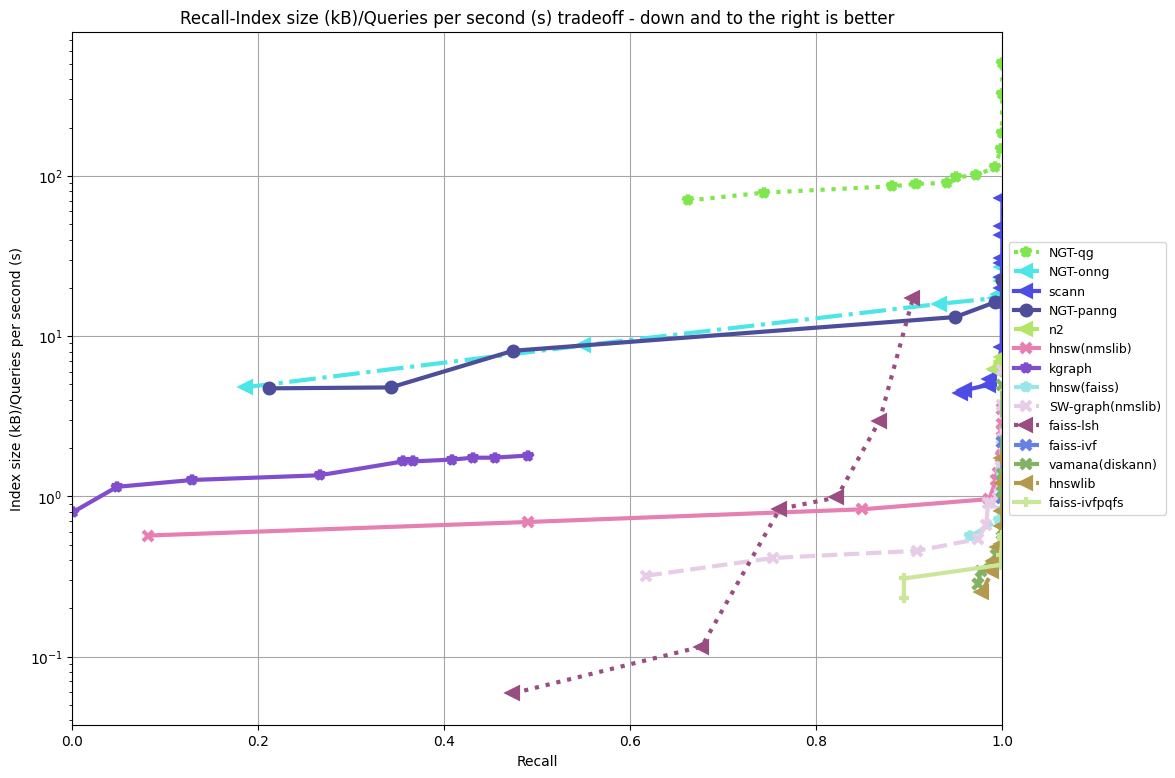 Recall-Index size (kB)/Queries per second (s) tradeoff - down and to the right is better
Index size (kB)/Queries per second (s)
10²
10¹
10⁰
10⁻¹
0.0 0.2 0.4 0.6 0.8 1.0
Recall
NGT-qg
NGT-onng
scann
NGT-panng
n2
hnsw(nmslib)
kgraph
hnsw(faiss)
SW-graph(nmslib)
faiss-lsh
faiss-ivf
vamana(diskann)
hnswlib
faiss-ivfpqfs